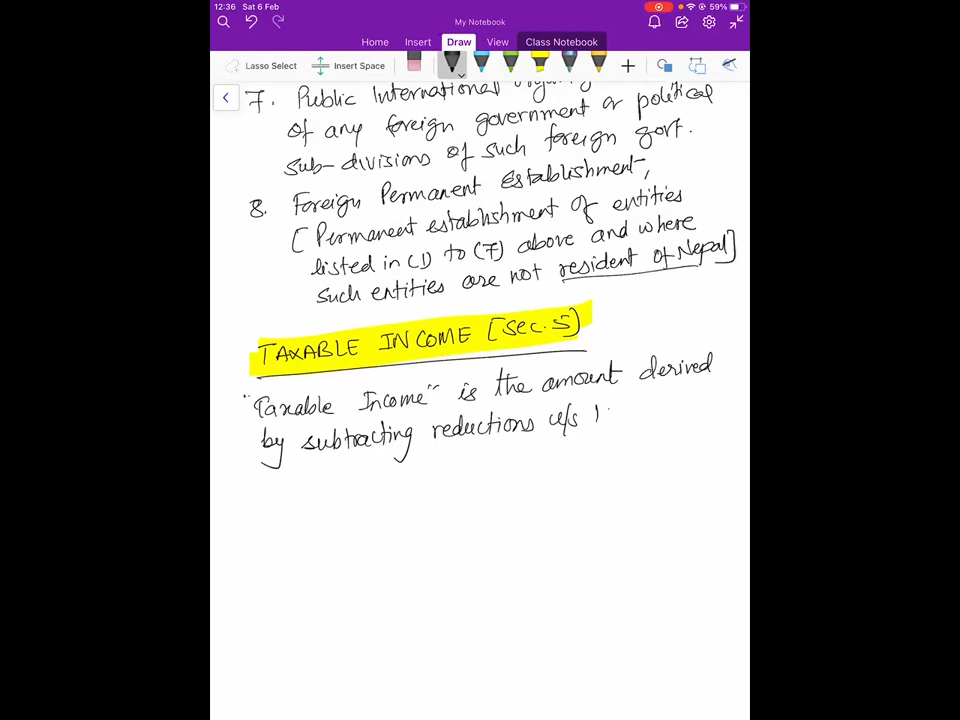 12:36 Sat 6 Feb
59%
My Notebook
Home Insert Draw View Class Notebook
Lasso Select Insert Space
7. Public International
of any foreign government or political
sub-divisions of such foreign govt.
8. Foreign Permanent Establishment,
[Permanent establishment of entities
listed in (1) to (7) above and where
such entities are not resident of Nepal]
TAXABLE INCOME [Sec. 5]
"Taxable Income" is the amount derived
by subtracting reductions u/s 1